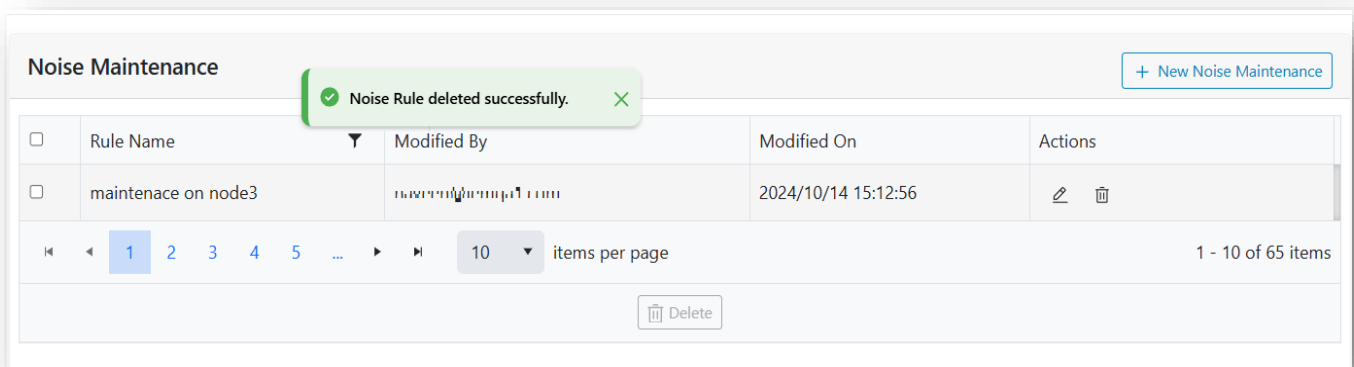 Noise Maintenance
+ New Noise Maintenance
Noise Rule deleted successfully.
Rule Name Modified By Modified On Actions
maintenace on node3 2024/10/14 15:12:56
1 2 3 4 5 ... 10 items per page 1 - 10 of 65 items
Delete